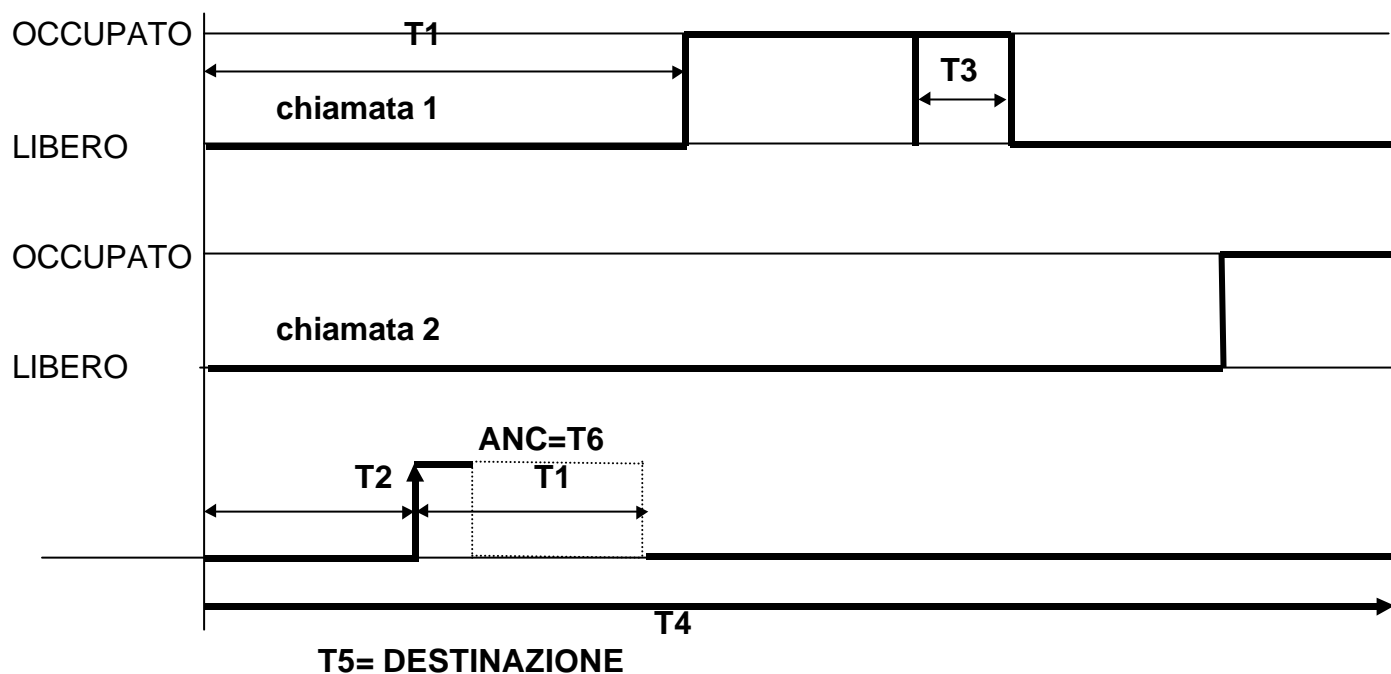 OCCUPATO
T1
T3
chiamata 1
LIBERO
OCCUPATO
chiamata 2
LIBERO
ANC=T6
T2
T1
T4
T5= DESTINAZIONE